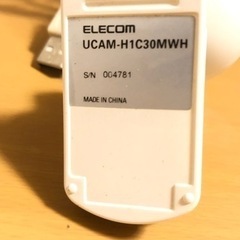 ELECOM
UCAM-H1C30MWH
S/N 004781
MADE IN CHINA